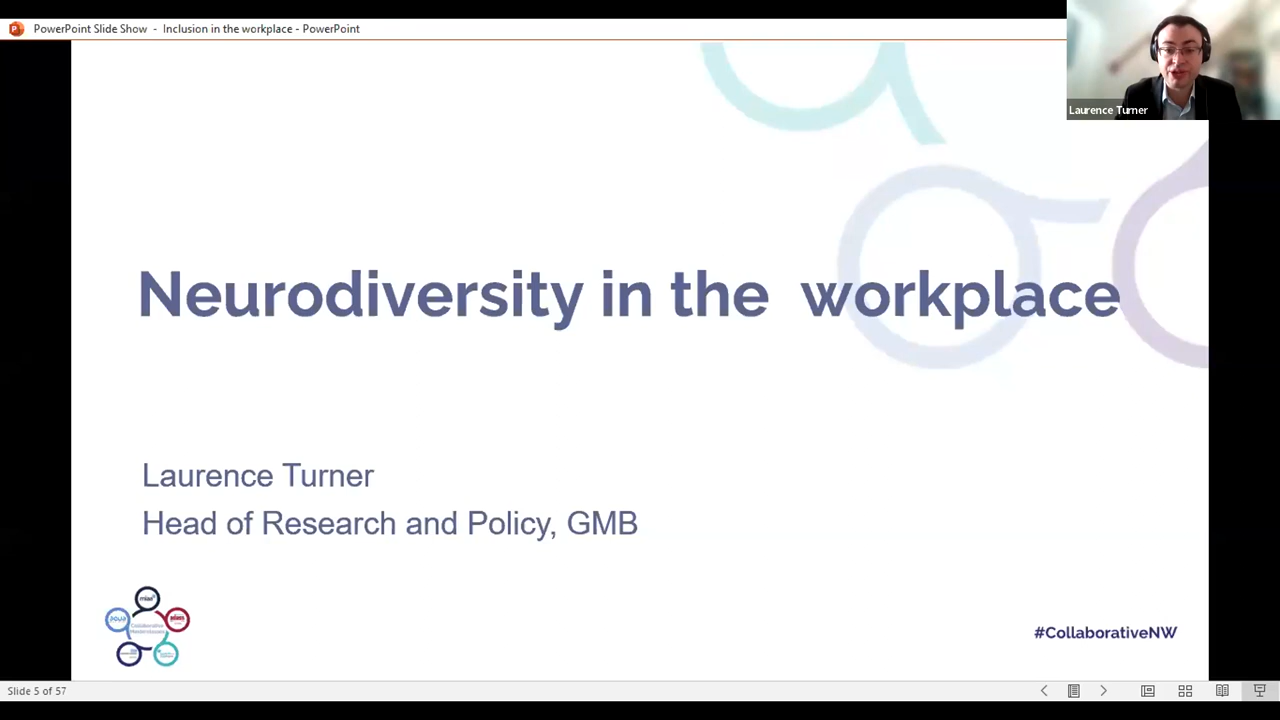 PowerPoint Slide Show - Inclusion in the workplace - PowerPoint
Laurence Turner
Neurodiversity in the workplace
Laurence Turner
Head of Research and Policy, GMB
#CollaborativeNW
Slide 5 of 57